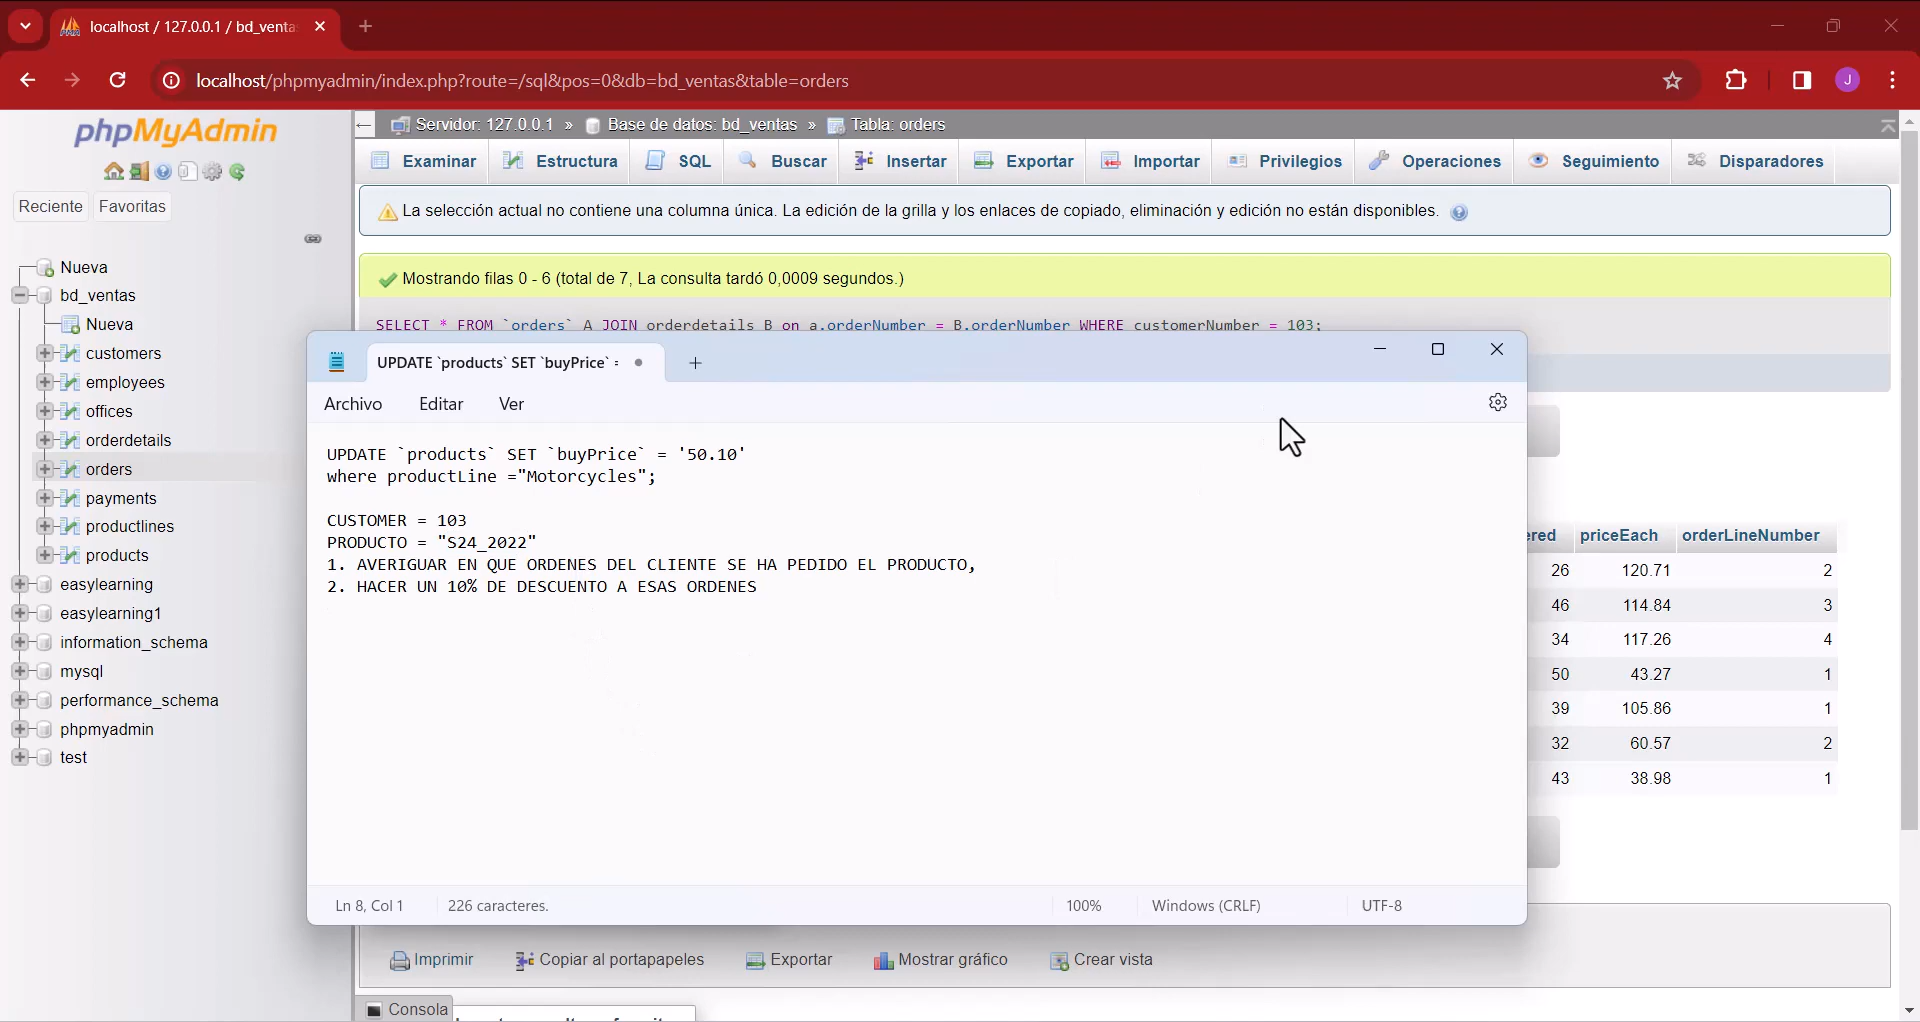 localhost / 127.0.0.1 / bd_venta
localhost/phpmyadmin/index.php?route=/sql&pos=0&db=bd_ventas&table=orders
J
phpMyAdmin
Reciente
Favoritas
Nueva
bd_ventas
Nueva
customers
employees
offices
orderdetails
orders
payments
productlines
products
easylearning
easylearning1
information_schema
mysql
performance_schema
phpmyadmin
test
Servidor: 127.0.0.1 » Base de datos: bd_ventas » Tabla: orders
Examinar
Estructura
SQL
Buscar
Insertar
Exportar
Importar
Privilegios
Operaciones
Seguimiento
Disparadores
La selección actual no contiene una columna única. La edición de la grilla y los enlaces de copiado, eliminación y edición no están disponibles.
Mostrando filas 0 - 6 (total de 7, La consulta tardó 0,0009 segundos.)
SELECT * FROM `orders` A JOIN orderdetails B on a.orderNumber = B.orderNumber WHERE customerNumber = 103;
UPDATE `products` SET `buyPrice` =
Archivo
Editar
Ver
UPDATE `products` SET `buyPrice` = '50.10'
where productLine ="Motorcycles";
CUSTOMER = 103
PRODUCTO = "S24_2022"
1. AVERIGUAR EN QUE ORDENES DEL CLIENTE SE HA PEDIDO EL PRODUCTO,
2. HACER UN 10% DE DESCUENTO A ESAS ORDENES
Ln 8, Col 1
226 caracteres.
100%
Windows (CRLF)
UTF-8
ered priceEach orderLineNumber
26 120.71 2
46 114.84 3
34 117.26 4
50 43.27 1
39 105.86 1
32 60.57 2
43 38.98 1
Imprimir
Copiar al portapapeles
Exportar
Mostrar gráfico
Crear vista
Consola